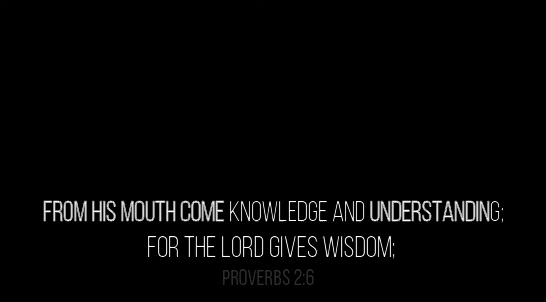 FROM HIS MOUTH COME KNOWLEDGE AND UNDERSTANDING;
FOR THE LORD GIVES WISDOM;
PROVERBS 2:6